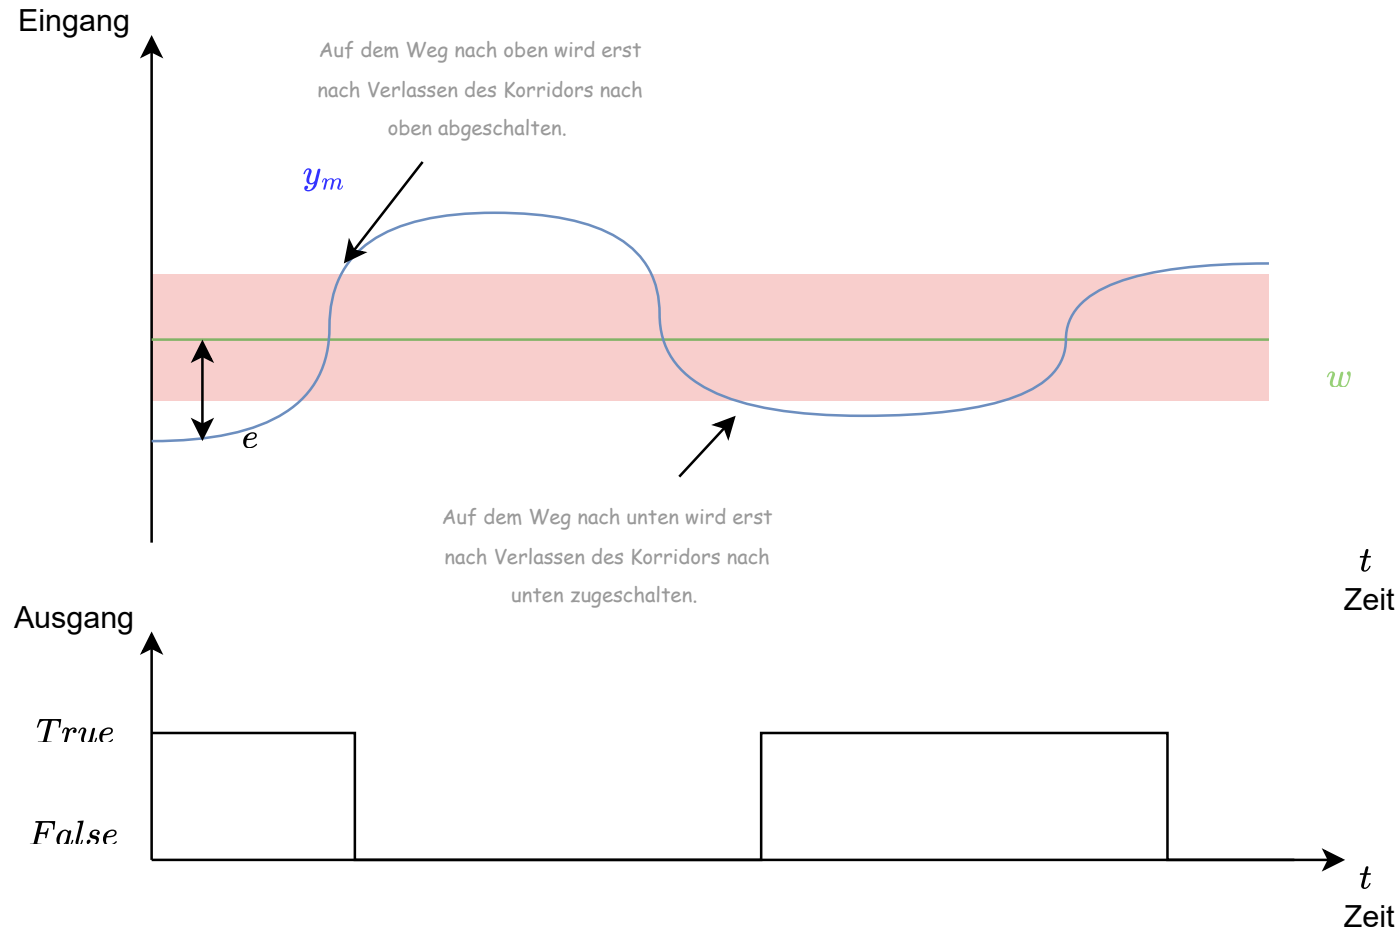 Eingang
Auf dem Weg nach oben wird erst
nach Verlassen des Korridors nach
oben abgeschalten.
y_m
w
e
Auf dem Weg nach unten wird erst
nach Verlassen des Korridors nach
unten zugeschalten.
t
Zeit
Ausgang
True
False
t
Zeit